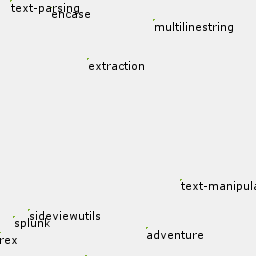 text-parsing
encase
multilinestring
extraction
text-manipula
sideviewutils
splunk
adventure
rex